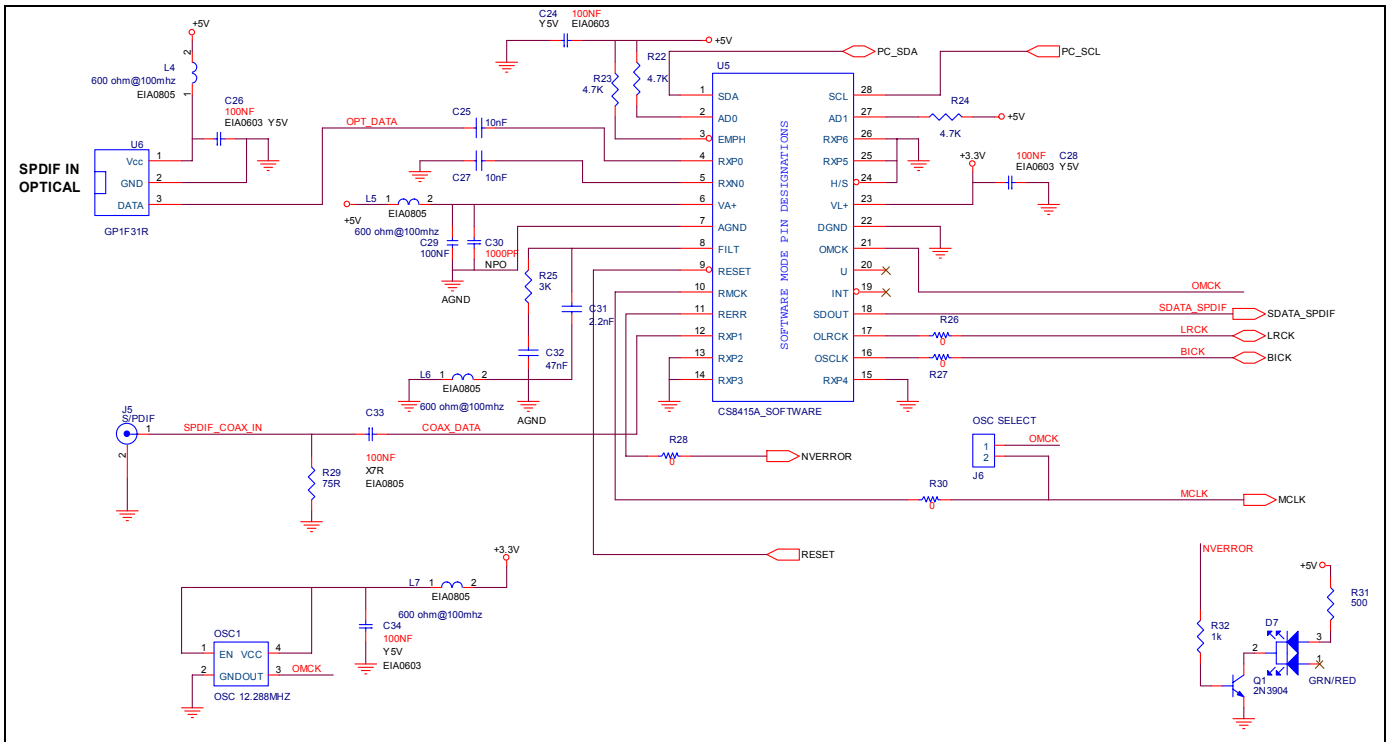 C24
100NF
Y5V
EIA0603
+5V
+5V
2
L4
600 ohm@100mhz
EIA0805
1
C26
100NF
EIA0603 Y5V
U6
SPDIF IN
OPTICAL
Vcc
1
GND
2
DATA
3
GP1F31R
OPT_DATA
C25
10nF
C27
10nF
R23
4.7K
R22
4.7K
PC_SDA
PC_SCL
U5
SOFTWARE MODE PIN DESIGNATIONS
1 SDA
2 AD0
3 EMPH
4 RXP0
5 RXN0
6 VA+
7 AGND
8 FILT
9 RESET
10 RMCK
11 RERR
12 RXP1
13 RXP2
14 RXP3
SCL 28
AD1 27
RXP6 26
RXP5 25
H/S 24
VL+ 23
DGND 22
OMCK 21
U 20
INT 19
SDOUT 18
OLRCK 17
OSCLK 16
RXP4 15
CS8415A_SOFTWARE
R24
4.7K
+5V
+3.3V
100NF C28
EIA0603 Y5V
L5 1 2
+5V
EIA0805
600 ohm@100mhz
C29
100NF
C30
1000PF
NPO
AGND
R25
3K
C31
2.2nF
C32
47nF
L6 1 2
EIA0805
600 ohm@100mhz
AGND
OMCK
SDATA_SPDIF
SDATA_SPDIF
R26
0
LRCK
LRCK
R27
0
BICK
BICK
J5
S/PDIF
1
2
SPDIF_COAX_IN
R29
75R
C33
100NF
X7R
EIA0805
COAX_DATA
R28
0
NVERROR
OSC SELECT
1
2
J6
OMCK
R30
0
MCLK
MCLK
RESET
+3.3V
L7 1 2
EIA0805
600 ohm@100mhz
C34
100NF
Y5V
EIA0603
OSC1
1 EN VCC 4
2 GNDOUT 3
OMCK
OSC 12.288MHZ
NVERROR
+5V
R31
500
R32
1k
D7
2
3
1
GRN/RED
Q1
2N3904